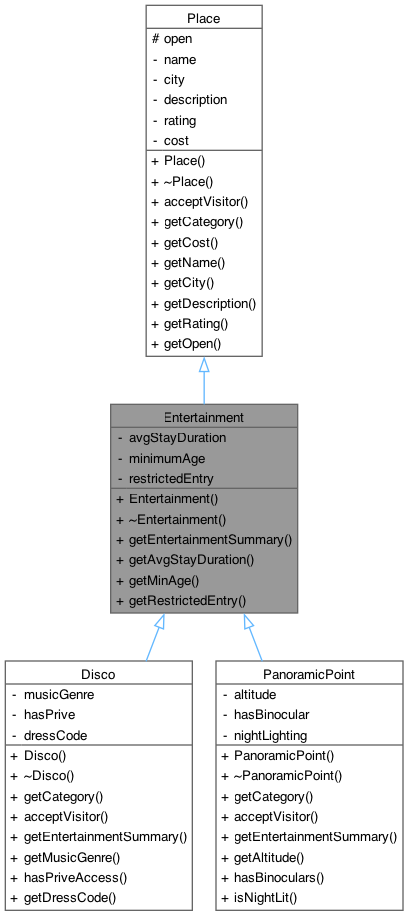 Place
# open
- name
- city
- description
- rating
- cost
+ Place()
+ ~Place()
+ acceptVisitor()
+ getCategory()
+ getCost()
+ getName()
+ getCity()
+ getDescription()
+ getRating()
+ getOpen()
Entertainment
- avgStayDuration
- minimumAge
- restrictedEntry
+ Entertainment()
+ ~Entertainment()
+ getEntertainmentSummary()
+ getAvgStayDuration()
+ getMinAge()
+ getRestrictedEntry()
Disco
- musicGenre
- hasPrive
- dressCode
+ Disco()
+ ~Disco()
+ getCategory()
+ acceptVisitor()
+ getEntertainmentSummary()
+ getMusicGenre()
+ hasPriveAccess()
+ getDressCode()
PanoramicPoint
- altitude
- hasBinocular
- nightLighting
+ PanoramicPoint()
+ ~PanoramicPoint()
+ getCategory()
+ acceptVisitor()
+ getEntertainmentSummary()
+ getAltitude()
+ hasBinoculars()
+ isNightLit()